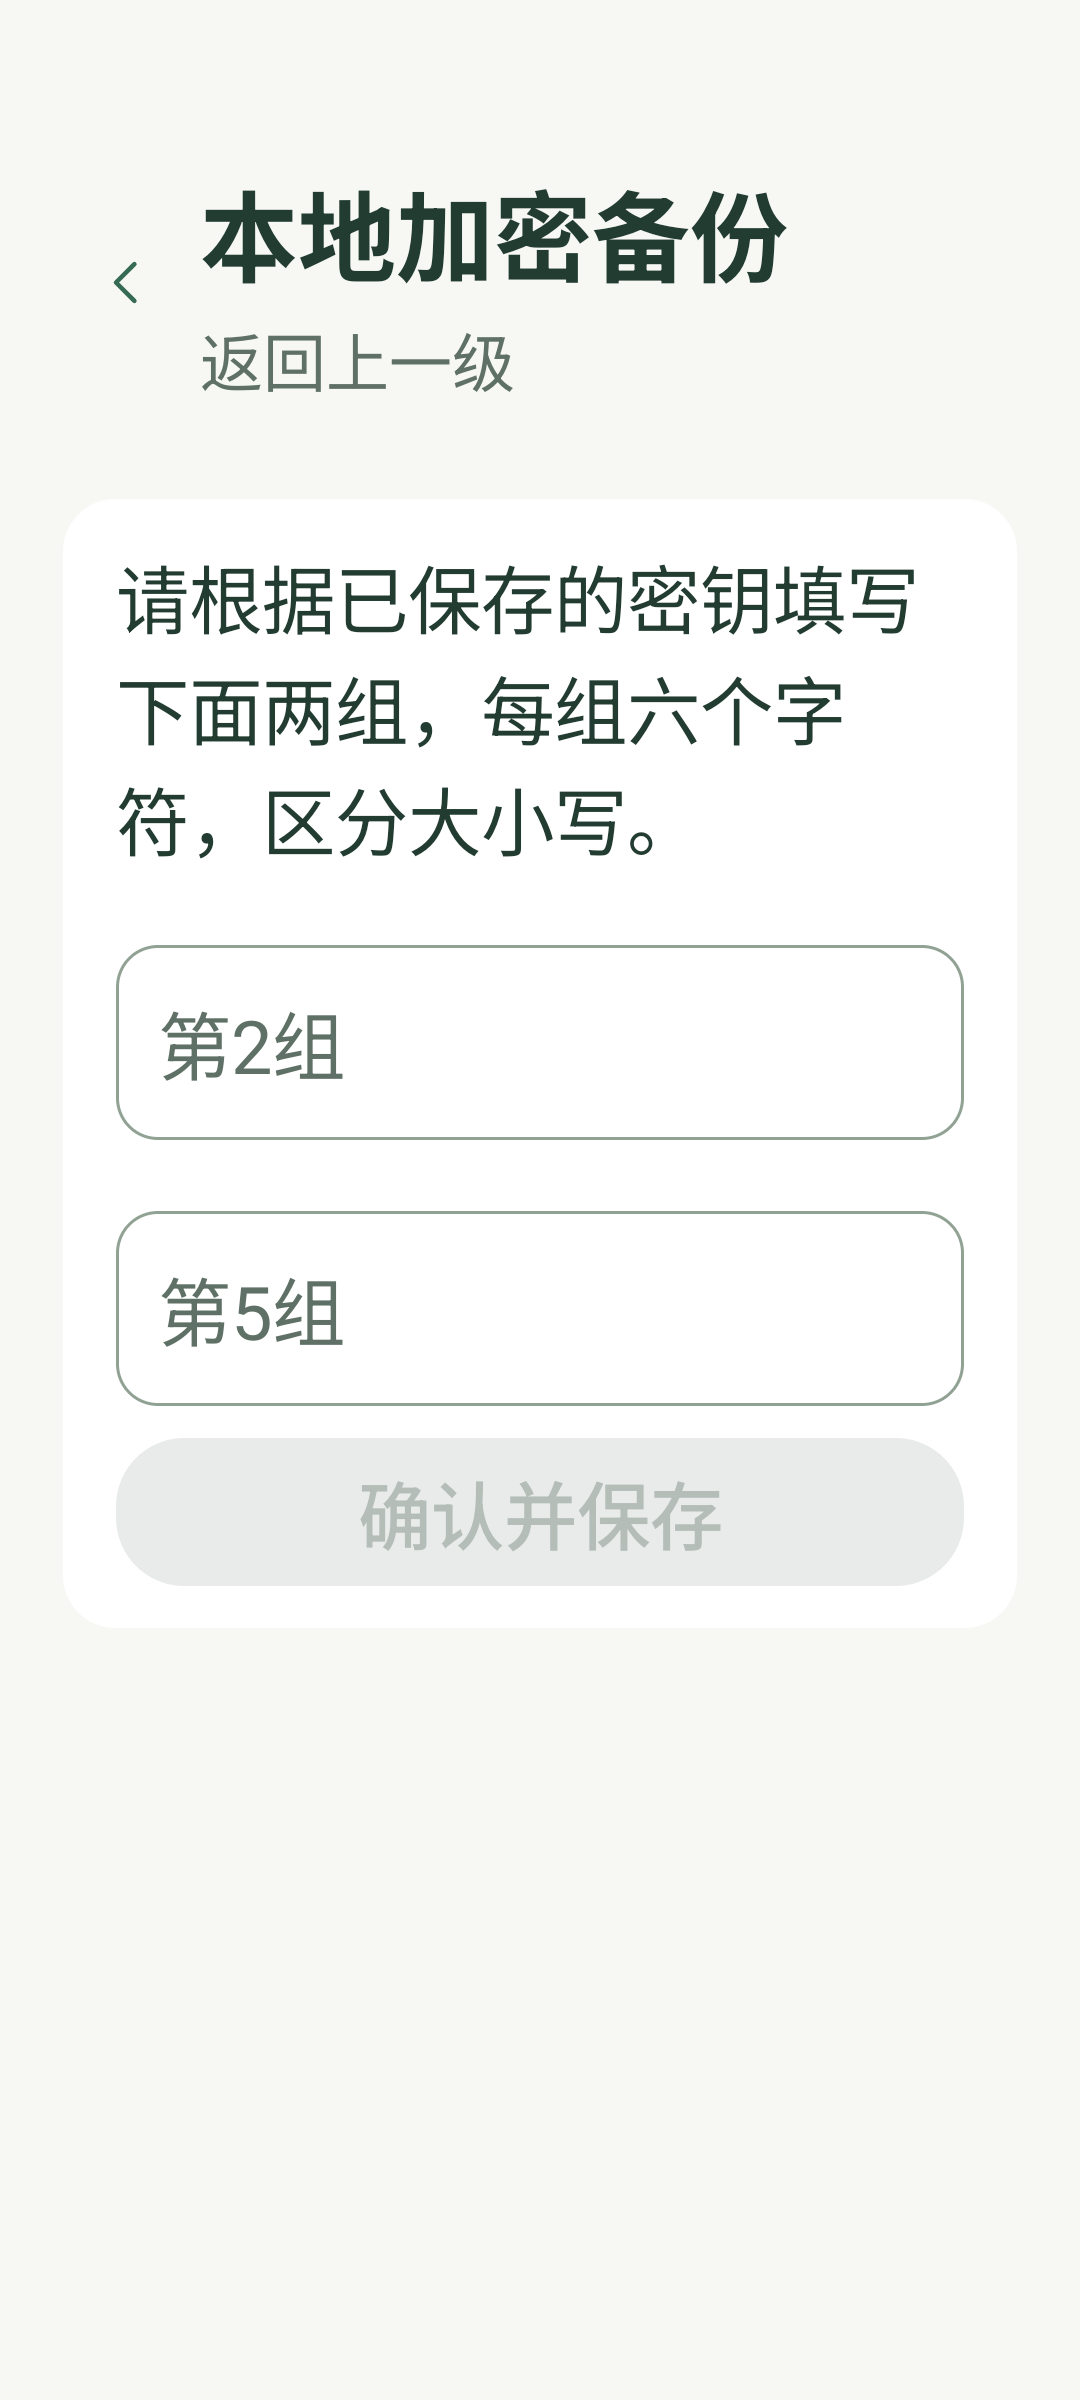 本地加密备份
返回上一级
请根据已保存的密钥填写
下面两组，每组六个字
符，区分大小写。
第2组
第5组
确认并保存